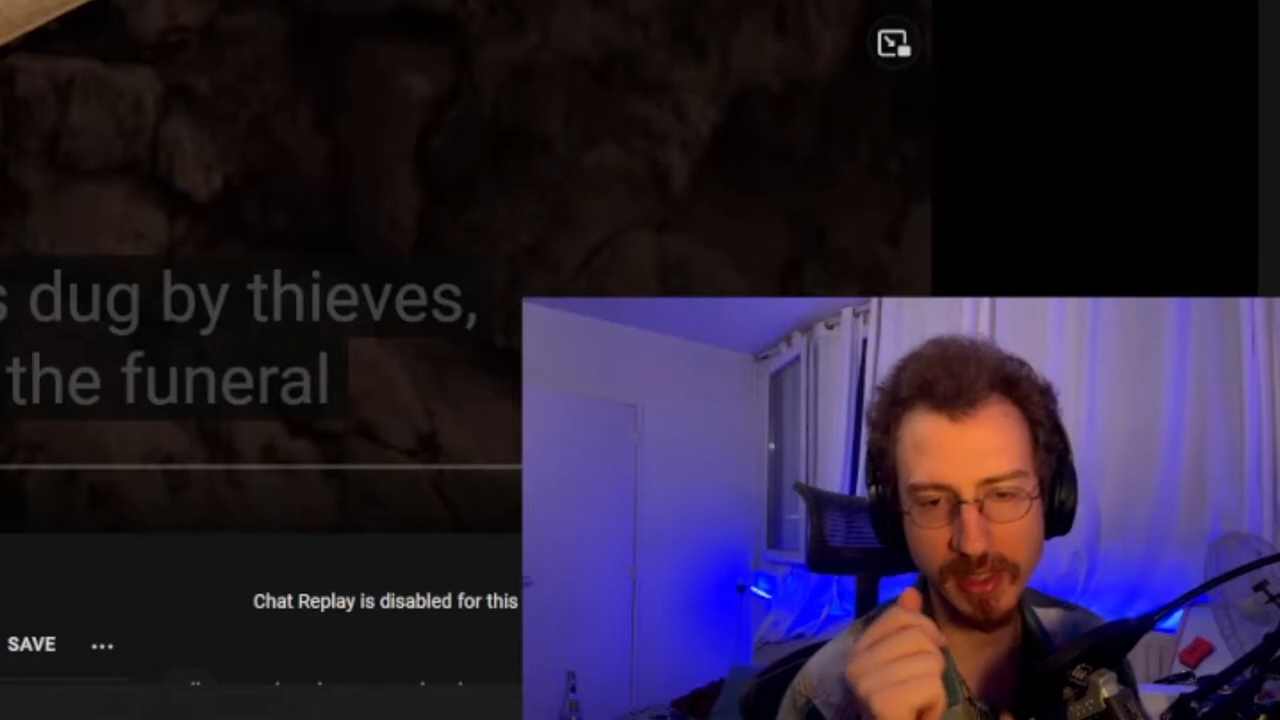 dug by thieves,
the funeral
Chat Replay is disabled for this
SAVE